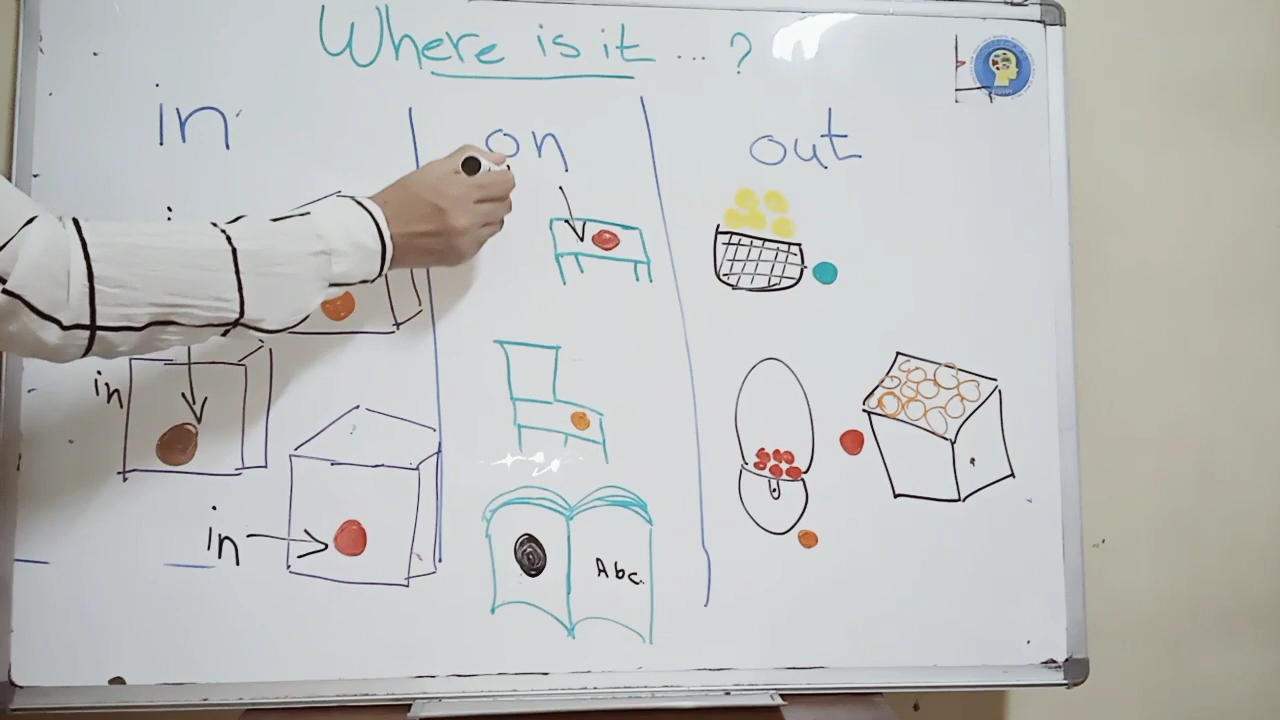 Where is it ... ?
in
on
out
in
in
Abc.